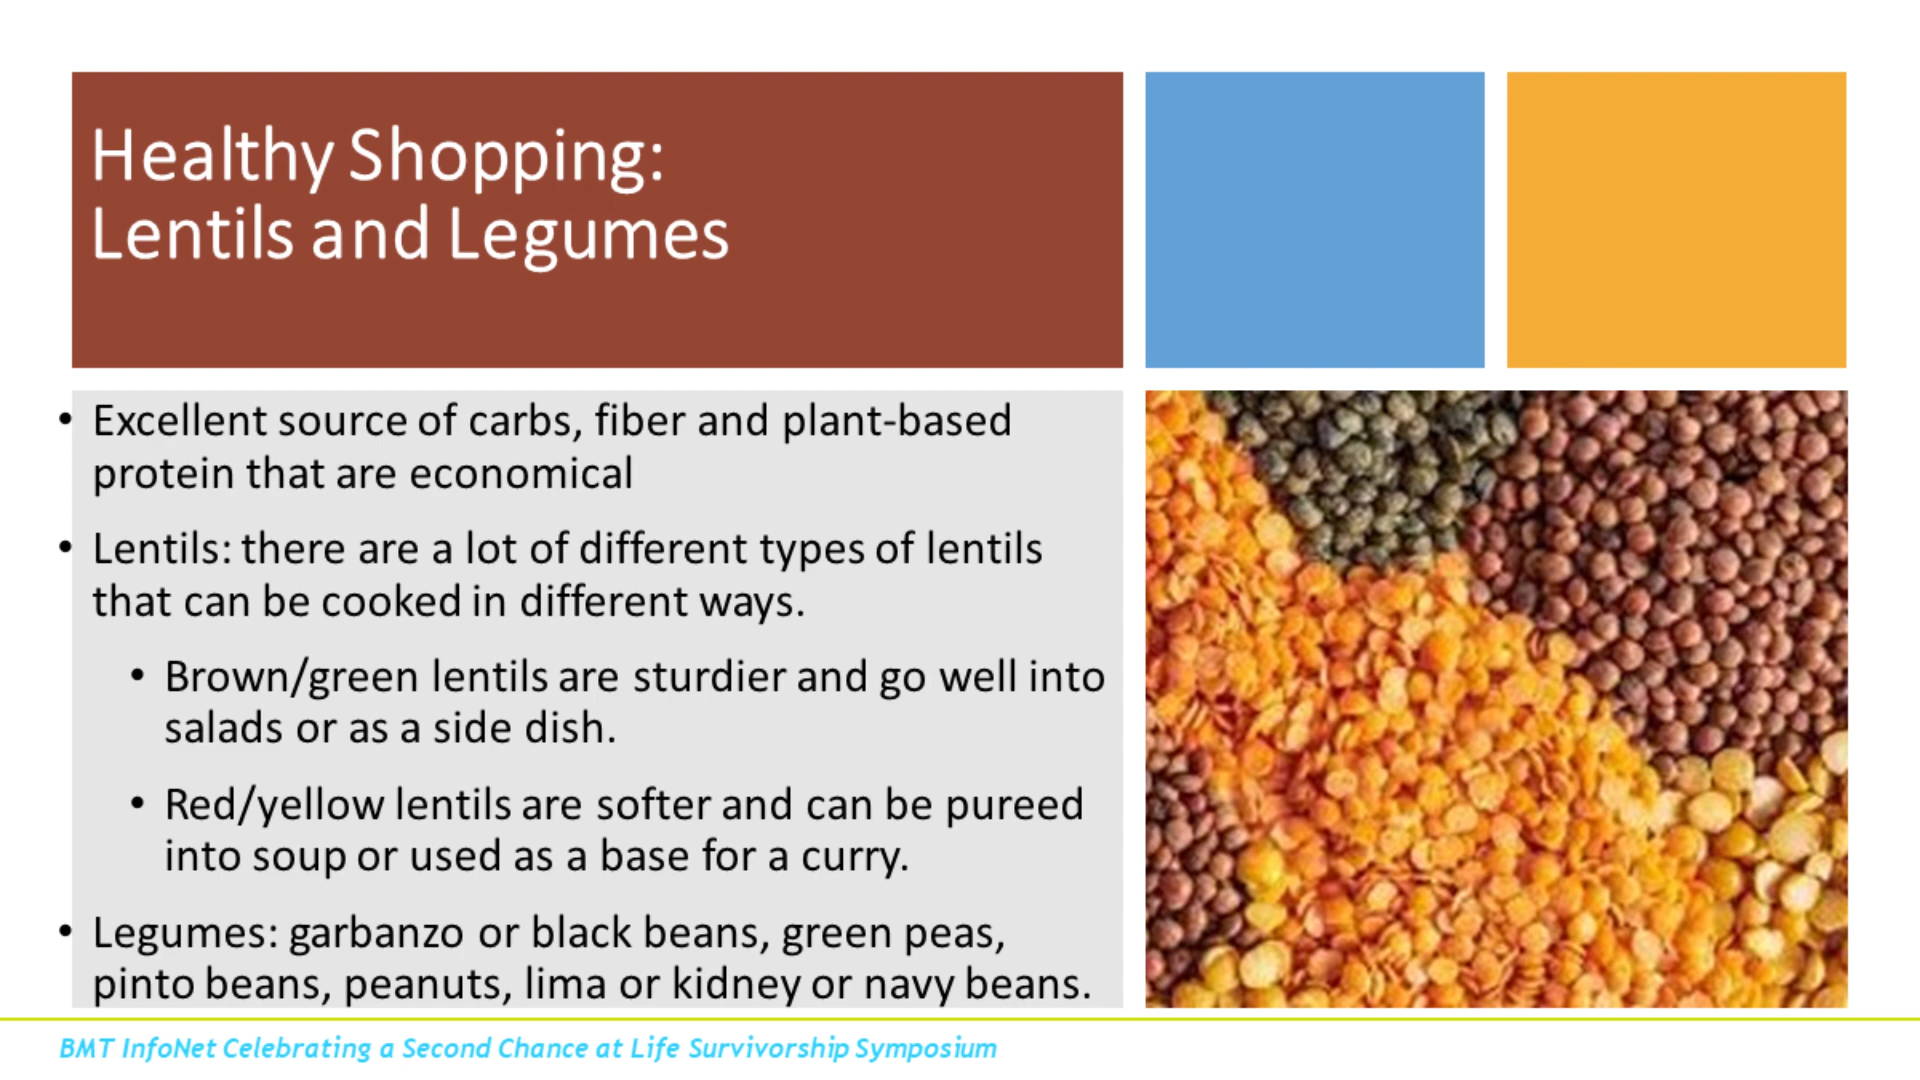 Healthy Shopping:
Lentils and Legumes
• Excellent source of carbs, fiber and plant-based
protein that are economical
• Lentils: there are a lot of different types of lentils
that can be cooked in different ways.
• Brown/green lentils are sturdier and go well into
salads or as a side dish.
• Red/yellow lentils are softer and can be pureed
into soup or used as a base for a curry.
• Legumes: garbanzo or black beans, green peas,
pinto beans, peanuts, lima or kidney or navy beans.
BMT InfoNet Celebrating a Second Chance at Life Survivorship Symposium